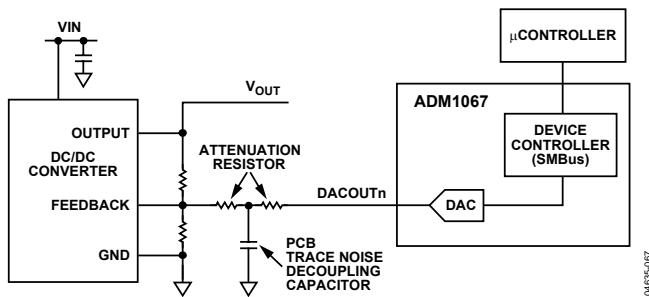 VIN
μCONTROLLER
VOUT
ADM1067
OUTPUT
DC/DC
CONVERTER
ATTENUATION
RESISTOR
DEVICE
CONTROLLER
(SMBus)
FEEDBACK
DACOUTn
DAC
GND
PCB
TRACE NOISE
DECOUPLING
CAPACITOR
04635-067